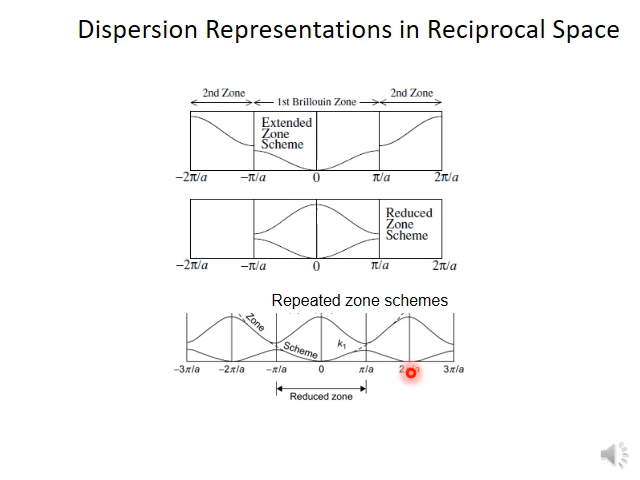 Dispersion Representations in Reciprocal Space
2nd Zone
1st Brillouin Zone
2nd Zone
Extended
Zone
Scheme
−2π/a −π/a 0 π/a 2π/a
Reduced
Zone
Scheme
−2π/a −π/a 0 π/a 2π/a
Repeated zone schemes
Zone
Scheme
k₁
−3π/a −2π/a −π/a 0 π/a 3π/a
Reduced zone